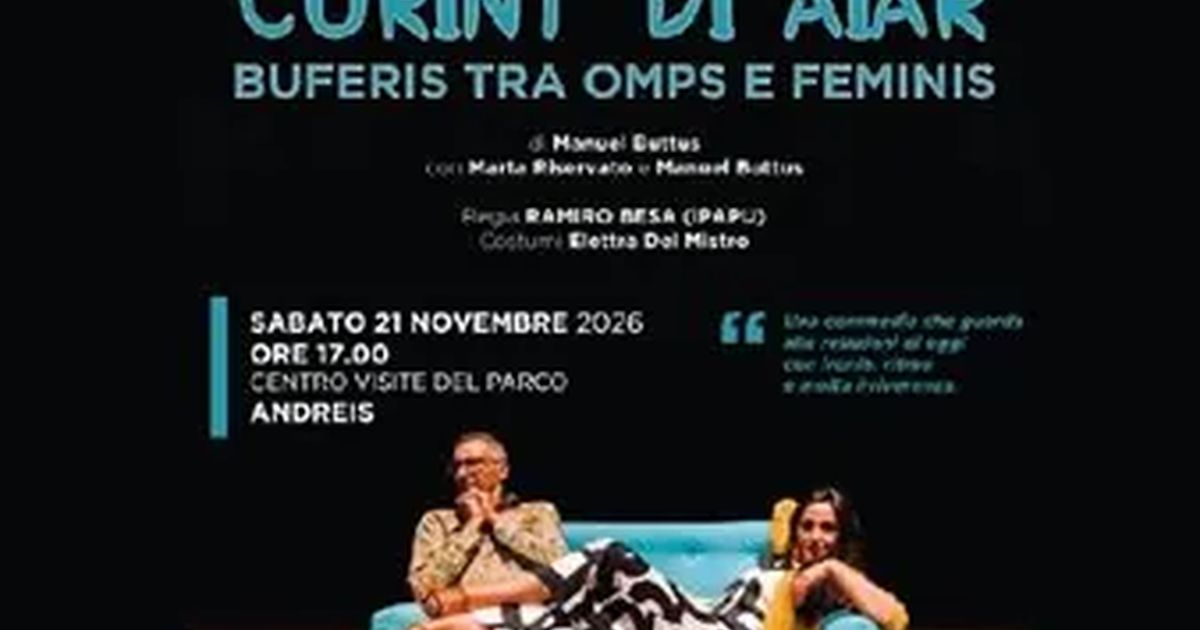 CORINT DI AIAR
BUFERIS TRA OMPS E FEMINIS
di Manuel Buttus
con Marta Riservato e Manuel Buttus
Regia RAMIRO BESA (IPAPU)
Costumi Elettra Del Mistro
SABATO 21 NOVEMBRE 2026
ORE 17.00
CENTRO VISITE DEL PARCO
ANDREIS
“ Una commedia che guarda
alle relazioni di oggi
con ironia, ritmo
e molta irriverenza.